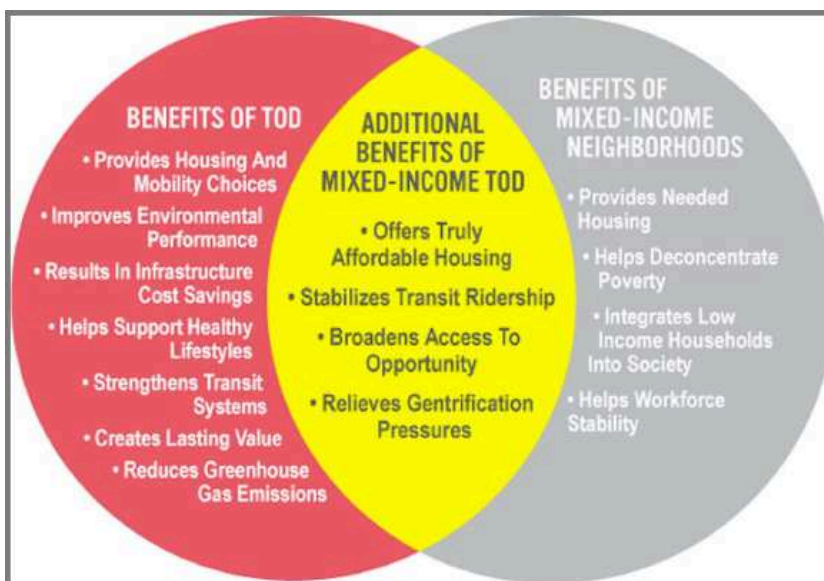 BENEFITS OF TOD
• Provides Housing And
Mobility Choices
• Improves Environmental
Performance
• Results In Infrastructure
Cost Savings
• Helps Support Healthy
Lifestyles
• Strengthens Transit
Systems
• Creates Lasting Value
• Reduces Greenhouse
Gas Emissions
ADDITIONAL
BENEFITS OF
MIXED-INCOME TOD
• Offers Truly
Affordable Housing
• Stabilizes Transit Ridership
• Broadens Access To
Opportunity
• Relieves Gentrification
Pressures
BENEFITS OF
MIXED-INCOME
NEIGHBORHOODS
• Provides Needed
Housing
• Helps Deconcentrate
Poverty
• Integrates Low
Income Households
Into Society
• Helps Workforce
Stability